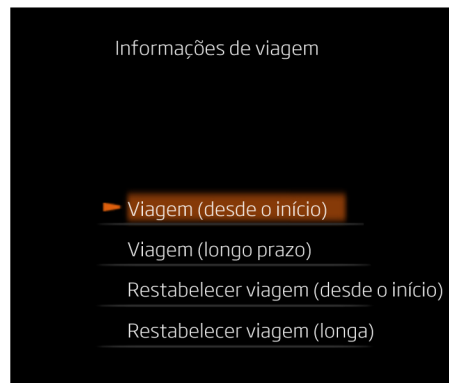 Informações de viagem
Viagem (desde o início)
Viagem (longo prazo)
Restabelecer viagem (desde o início)
Restabelecer viagem (longa)